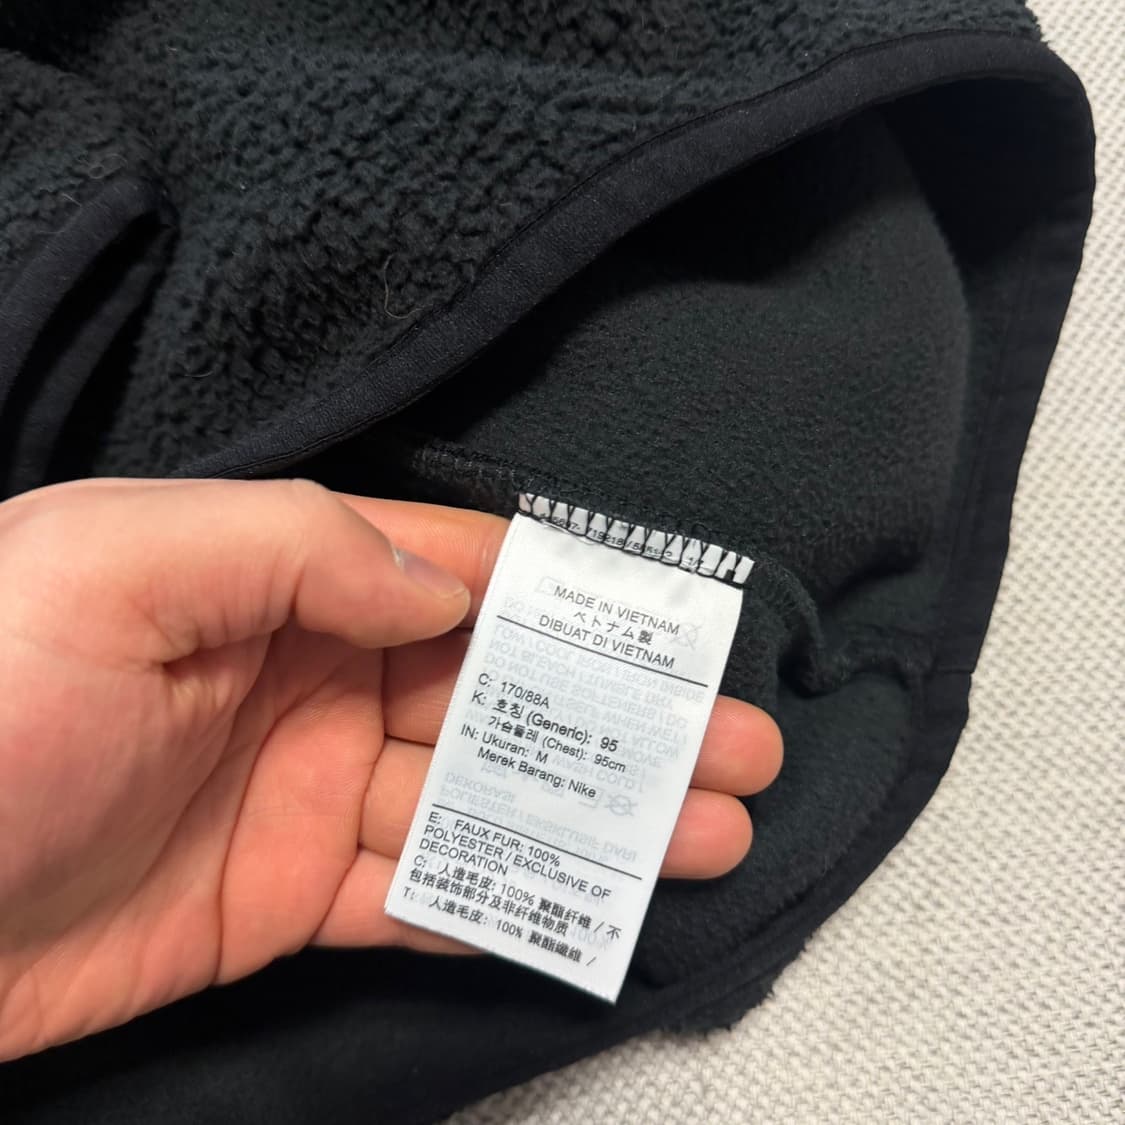 MADE IN VIETNAM
ベトナム製
DIBUAT DI VIETNAM
C: 170/88A
K: 호칭 (Generic): 95
가슴둘레 (Chest): 95cm
IN: Ukuran: M
Merek Barang: Nike
E: FAUX FUR: 100%
POLYESTER / EXCLUSIVE OF
DECORATION
C: 人造毛皮: 100% 聚酯纤维 / 不
包括装饰部分及非纤维物质
T: 人造毛皮: 100% 聚酯纖維 /